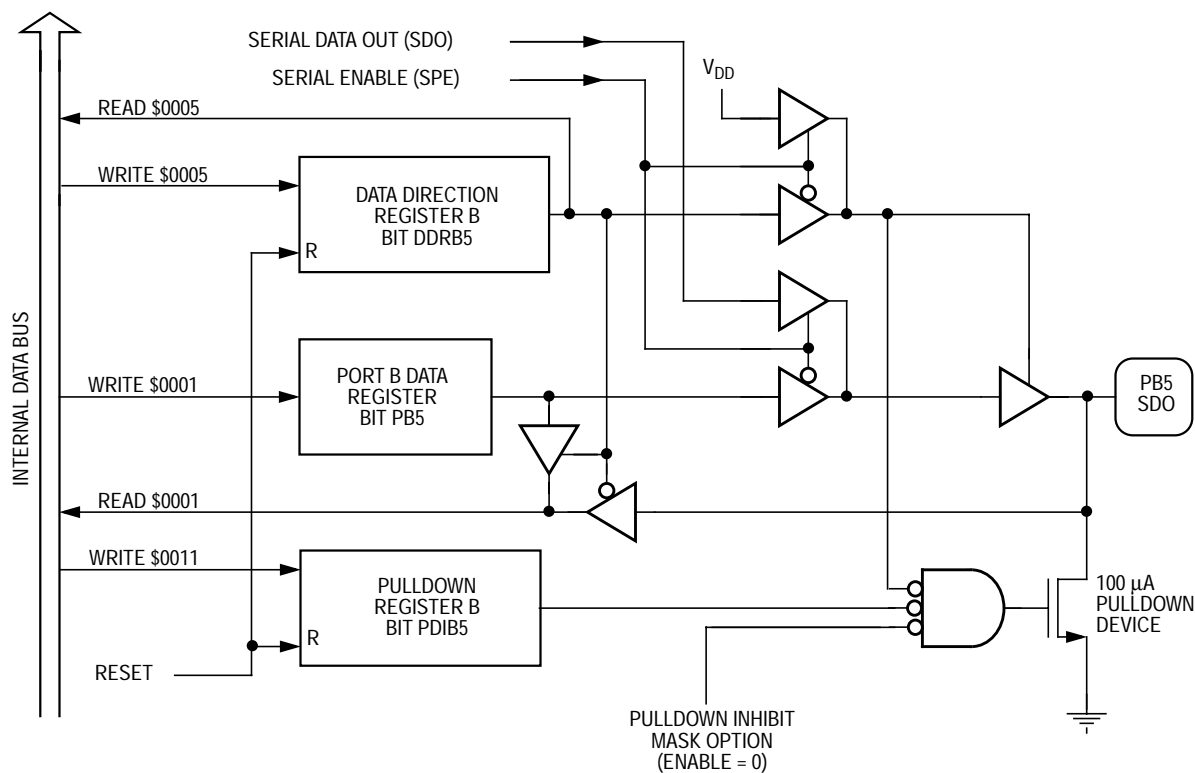 SERIAL DATA OUT (SDO)
SERIAL ENABLE (SPE)
VDD
READ $0005
WRITE $0005
DATA DIRECTION
REGISTER B
BIT DDRB5
R
INTERNAL DATA BUS
WRITE $0001
PORT B DATA
REGISTER
BIT PB5
PB5
SDO
READ $0001
WRITE $0011
PULLDOWN
REGISTER B
BIT PDIB5
R
100 µA
PULLDOWN
DEVICE
RESET
PULLDOWN INHIBIT
MASK OPTION
(ENABLE = 0)